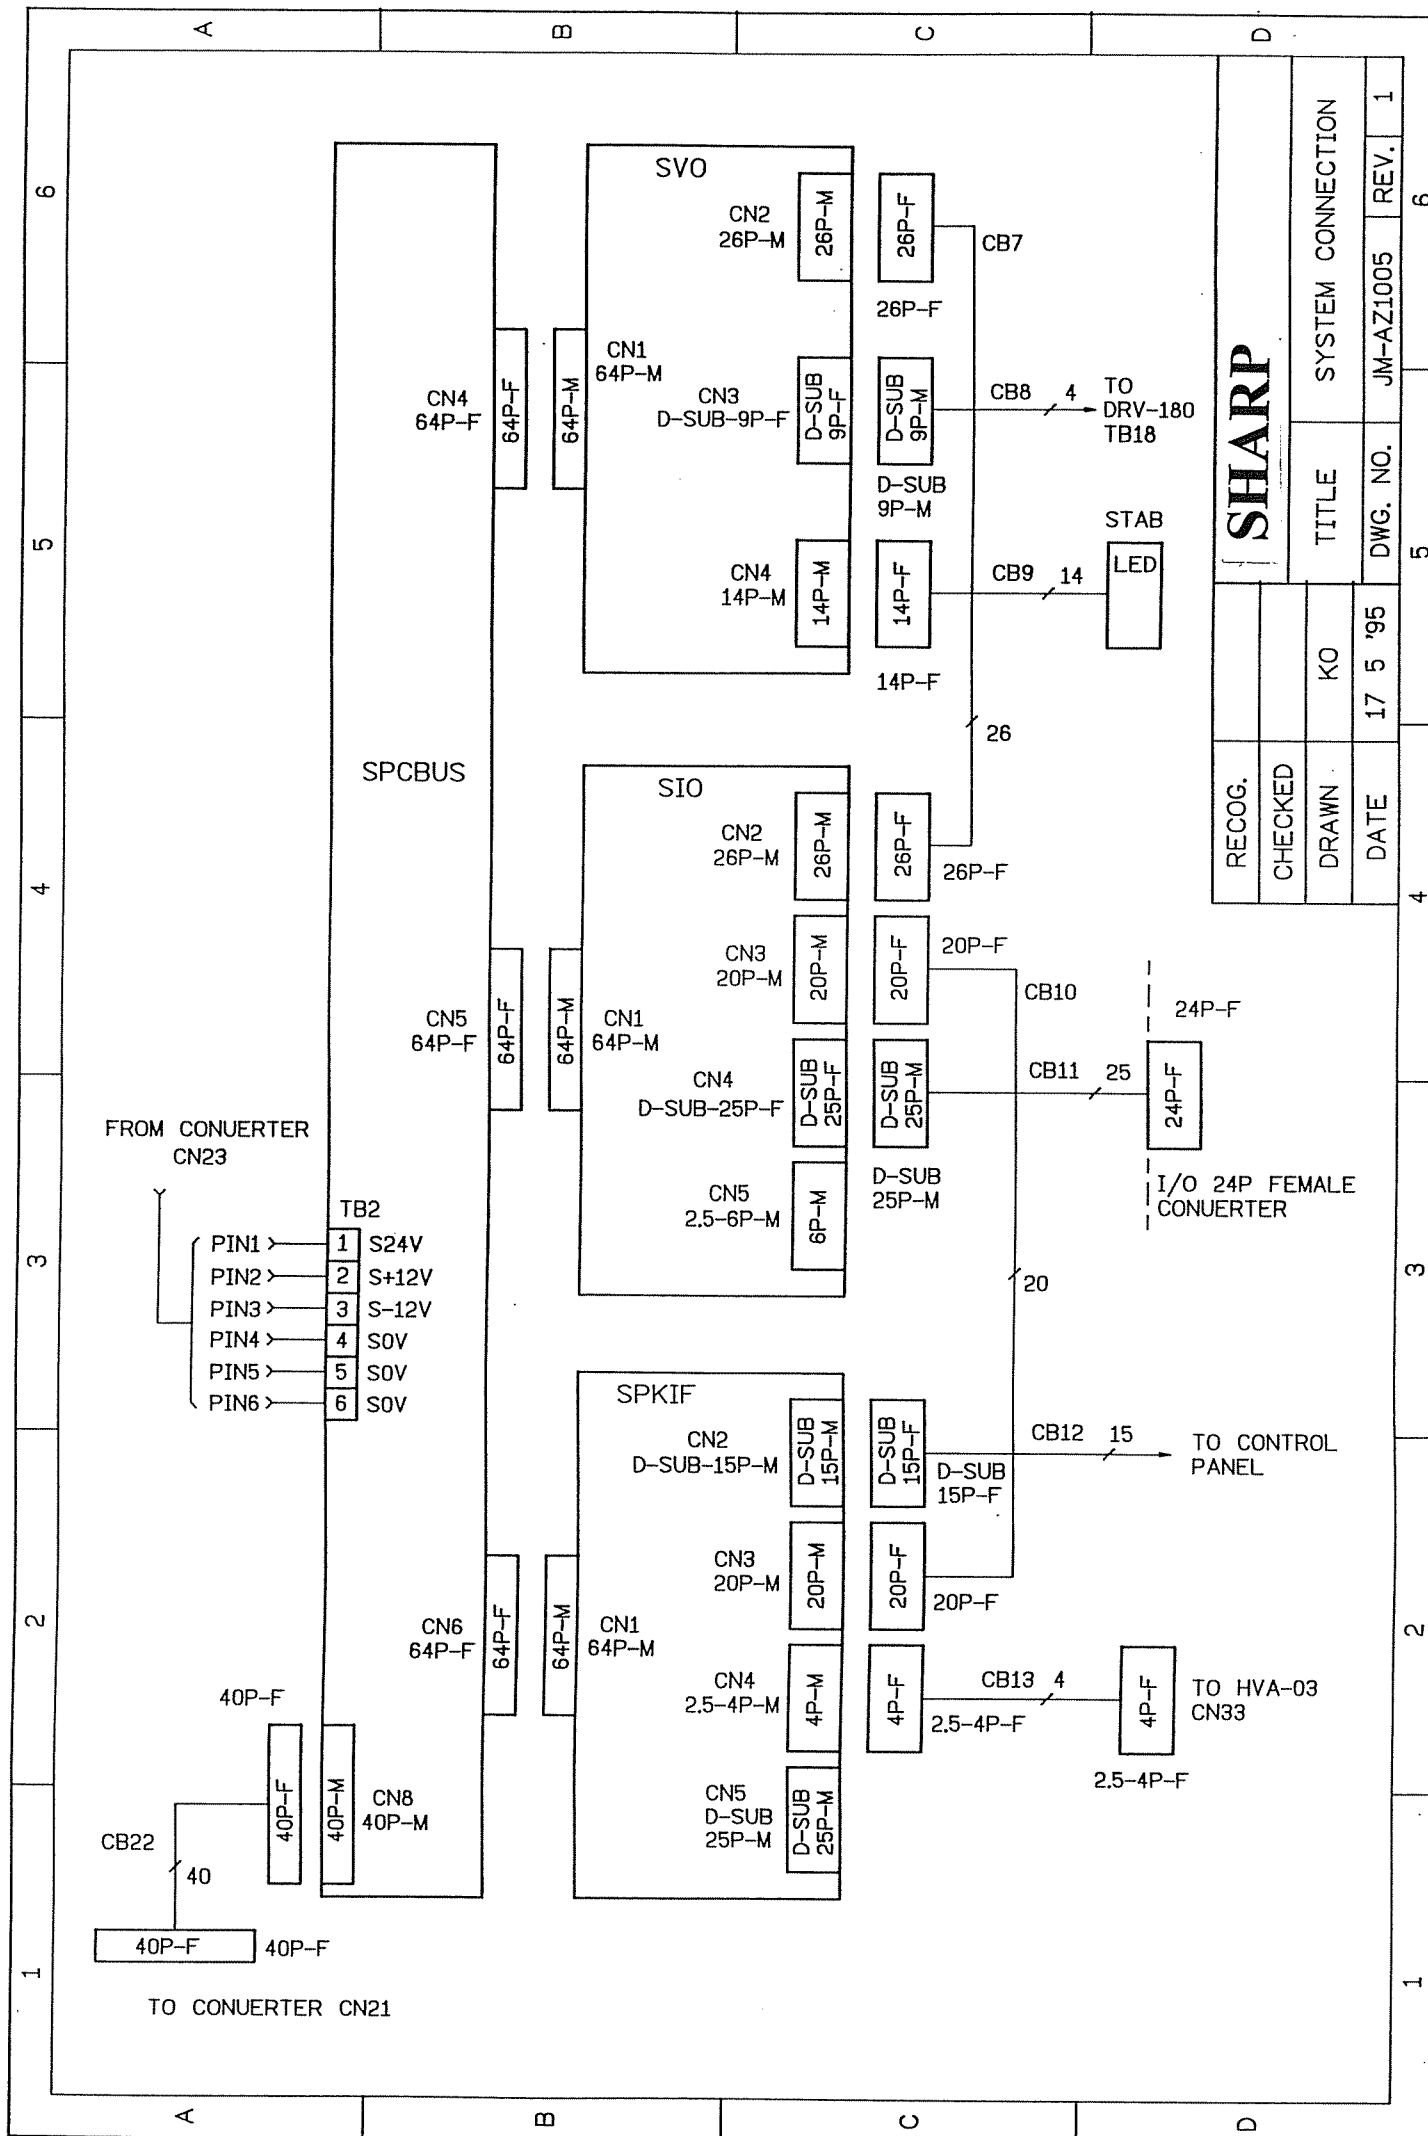 A
B
C
D
6
5
4
3
2
1
SPCBUS
CN4
64P-F
64P-F
CN5
64P-F
64P-F
CN6
64P-F
64P-F
FROM CONUERTER
CN23
TB2
PIN1 1 S24V
PIN2 2 S+12V
PIN3 3 S-12V
PIN4 4 S0V
PIN5 5 S0V
PIN6 6 S0V
40P-F
40P-F
40P-M
CN8
40P-M
CB22
40
40P-F
40P-F
TO CONUERTER CN21
SVO
64P-M
CN1
64P-M
CN2
26P-M
26P-M
26P-F
26P-F
CB7
26
CN3
D-SUB-9P-F
D-SUB
9P-F
D-SUB
9P-M
D-SUB
9P-M
CB8
4
TO
DRV-180
TB18
CN4
14P-M
14P-M
14P-F
14P-F
CB9
14
STAB
LED
SIO
64P-M
CN1
64P-M
CN2
26P-M
26P-M
26P-F
26P-F
CN3
20P-M
20P-M
20P-F
20P-F
CB10
20
CN4
D-SUB-25P-F
D-SUB
25P-F
D-SUB
25P-M
D-SUB
25P-M
CB11
25
24P-F
24P-F
I/O 24P FEMALE
CONUERTER
CN5
2.5-6P-M
6P-M
SPKIF
64P-M
CN1
64P-M
CN2
D-SUB-15P-M
D-SUB
15P-M
D-SUB
15P-F
D-SUB
15P-F
CB12
15
TO CONTROL
PANEL
CN3
20P-M
20P-M
20P-F
20P-F
CN4
2.5-4P-M
4P-M
4P-F
2.5-4P-F
CB13
4
4P-F
2.5-4P-F
TO HVA-03
CN33
CN5
D-SUB
25P-M
D-SUB
25P-M
SHARP
TITLE SYSTEM CONNECTION
DWG. NO. JM-AZ1005 REV. 1
RECOG.
CHECKED
DRAWN KO
DATE 17 5 '95
A
B
C
D
6
5
4
3
2
1